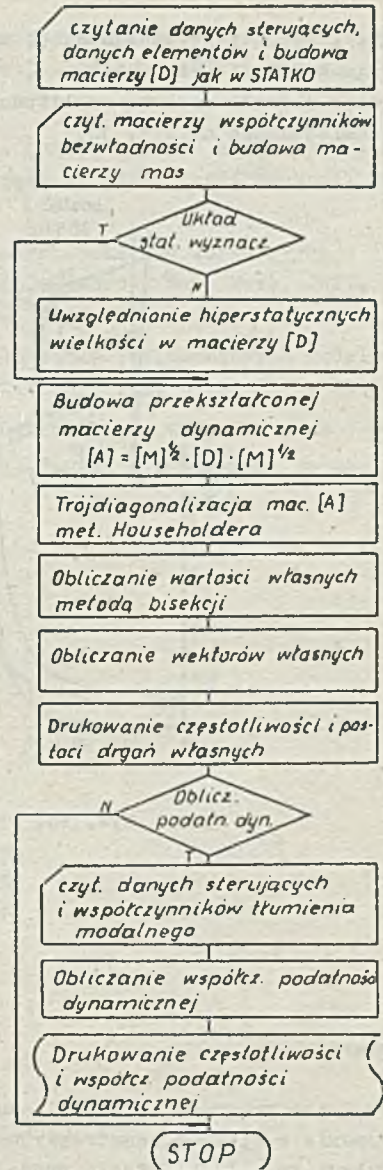 czytanie danych sterujących,
danych elementów i budowa
macierzy [D] jak w STATKO
czyt. macierzy współczynników
bezwładności i budowa ma-
cierzy mas
T
Układ
stat. wyznacz.
N
Uwzględnianie hiperstatycznych
wielkości w macierzy [D]
Budowa przekształconej
macierzy dynamicznej
[A] = [M]^1/2 · [D] · [M]^1/2
Trójdiagonalizacja mac. [A]
met. Householdera
Obliczanie wartości własnych
metodą bisekcji
Obliczanie wektorów własnych
Drukowanie częstotliwości i pos-
taci drgań własnych
N
Oblicz.
podatn. dyn.
T
czyt. danych sterujących
i współczynników tłumienia
modalnego
Obliczanie współcz. podatnośc
dynamicznej
Drukowanie częstotliwości
i współcz. podatności
dynamicznej
STOP